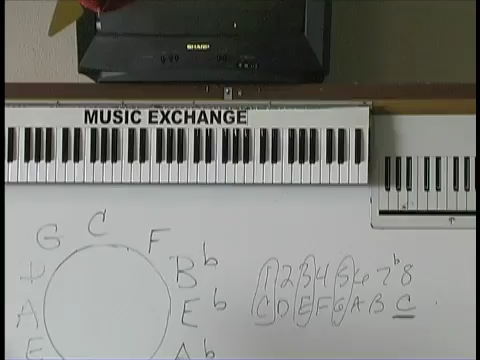 SHARP
MUSIC EXCHANGE
C
G F
B b
A E b
E A b
1 2 3 4 5 6 7 b 8
C D E F G A B C